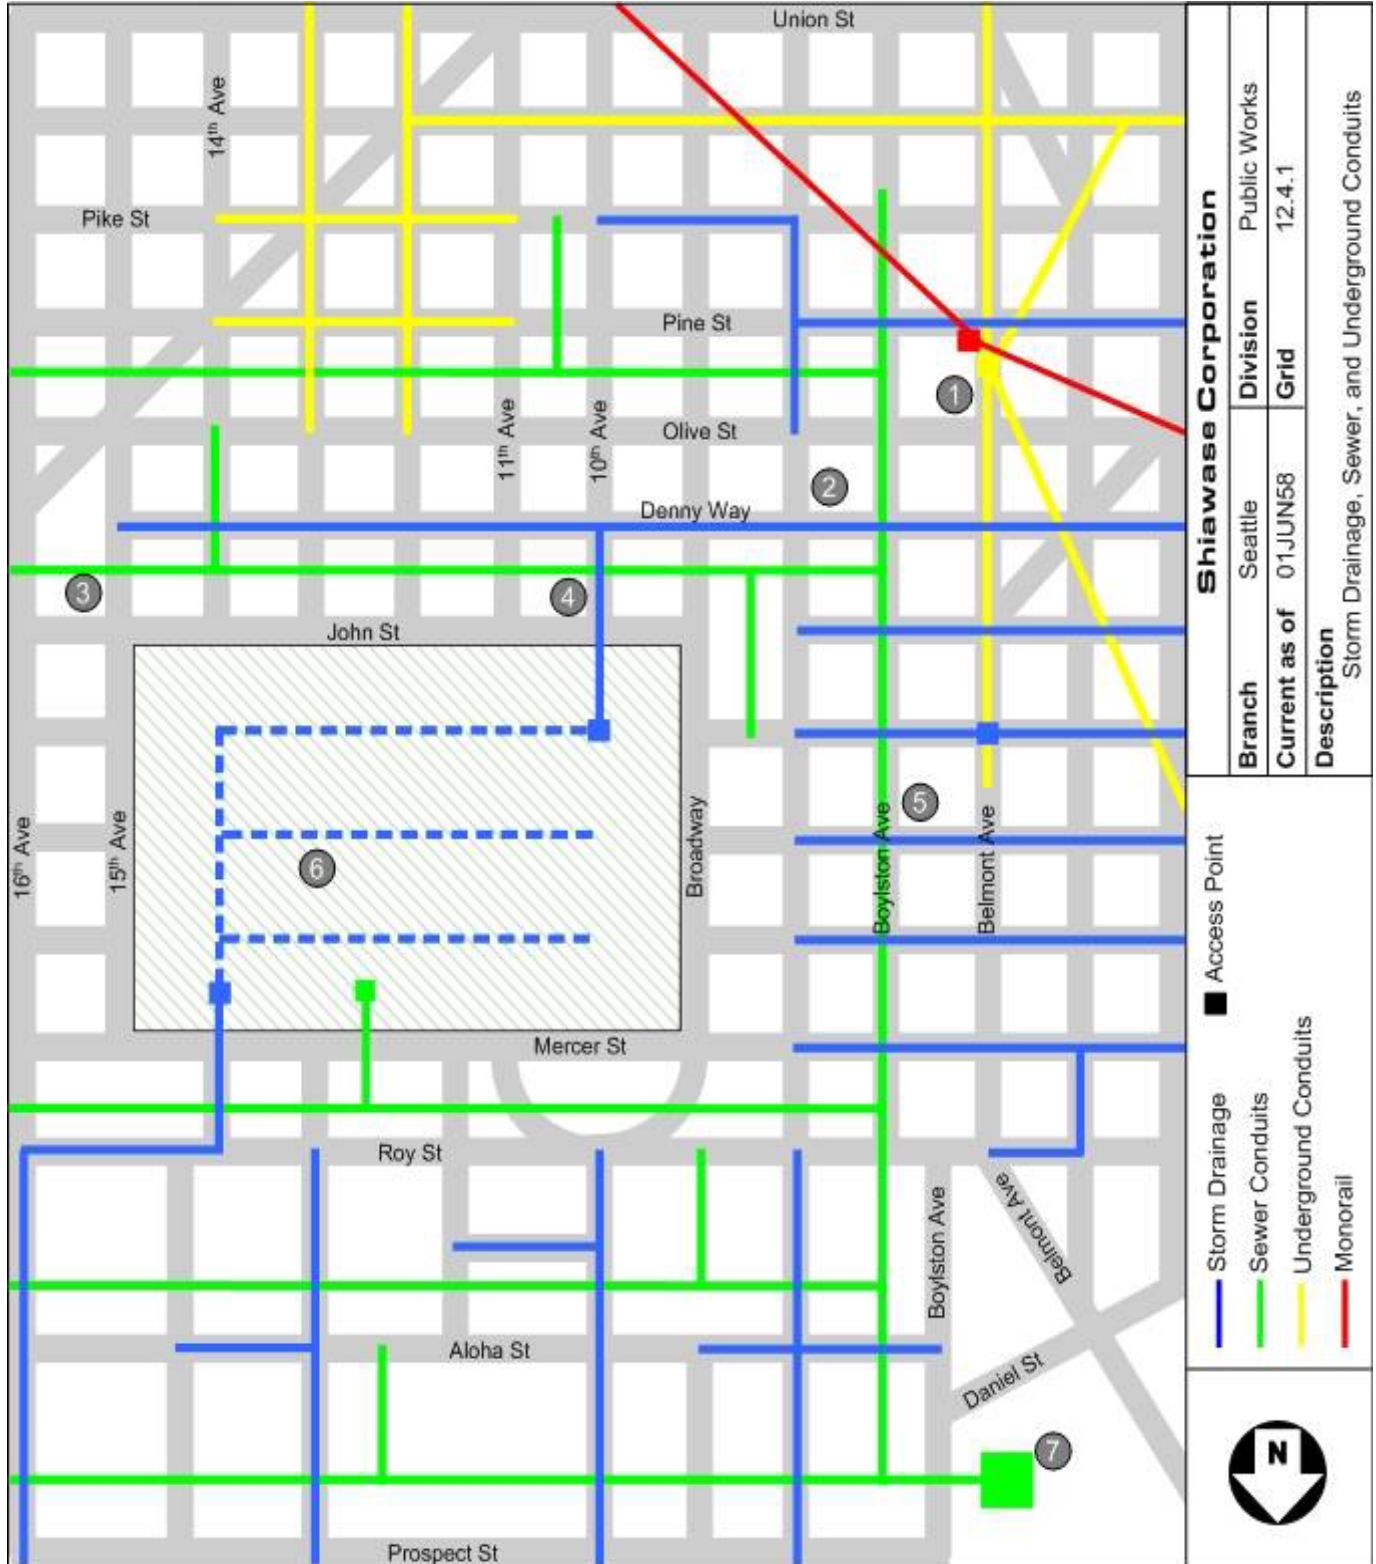 Union St
14th Ave
Pike St
Pine St
1
11th Ave
10th Ave
Olive St
2
Denny Way
3
4
John St
16th Ave
15th Ave
Broadway
Boylston Ave
5
Belmont Ave
6
Mercer St
Roy St
Boylston Ave
Belmont Ave
Aloha St
Daniel St
7
Prospect St
Shiawase Corporation
Branch Seattle Division Public Works
Current as of 01JUN58 Grid 12.4.1
Description
Storm Drainage, Sewer, and Underground Conduits
Access Point
Storm Drainage
Sewer Conduits
Underground Conduits
Monorail
N